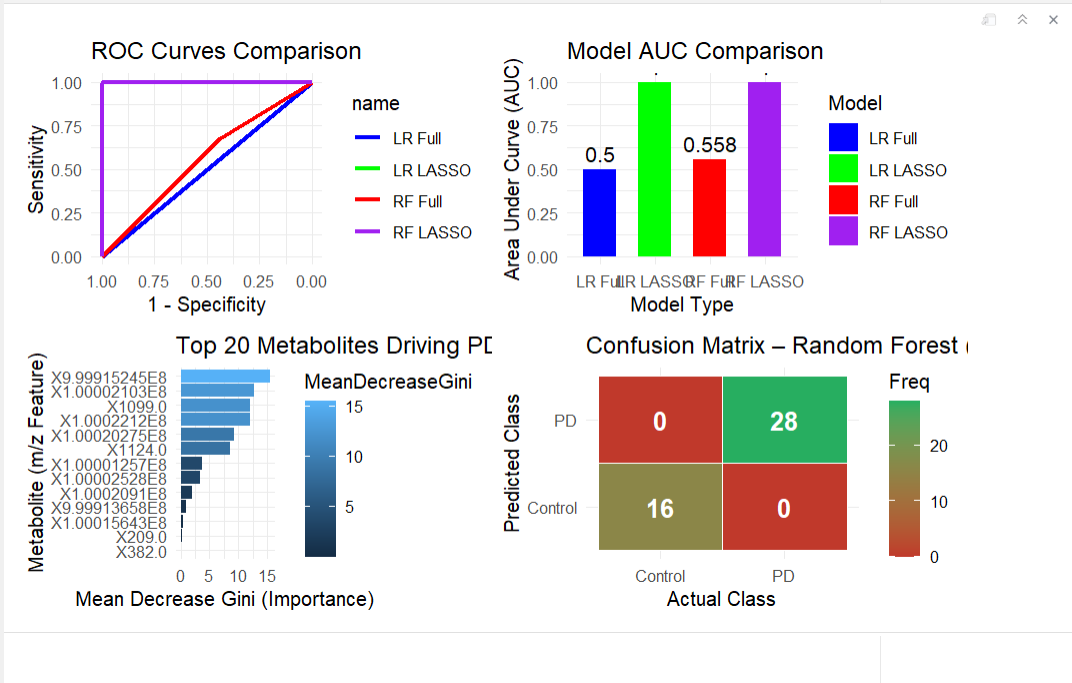 ROC Curves Comparison
Sensitivity
1.00
0.75
0.50
0.25
0.00
1.00 0.75 0.50 0.25 0.00
1 - Specificity
name
LR Full
LR LASSO
RF Full
RF LASSO
Model AUC Comparison
Area Under Curve (AUC)
1.00
0.75
0.50
0.25
0.00
0.5
0.558
LR Full LR LASSO RF Full RF LASSO
Model Type
Model
LR Full
LR LASSO
RF Full
RF LASSO
Top 20 Metabolites Driving PD
Metabolite (m/z Feature)
X9.99915245E8
X1.00002103E8
X1099.0
X1.0002212E8
X1.00020275E8
X1124.0
X1.00001257E8
X1.00002528E8
X1.0002091E8
X9.99913658E8
X1.00015643E8
X209.0
X382.0
0 5 10 15
Mean Decrease Gini (Importance)
MeanDecreaseGini
15
10
5
Confusion Matrix – Random Forest (
Predicted Class
PD
Control
0 28
16 0
Control PD
Actual Class
Freq
20
10
0